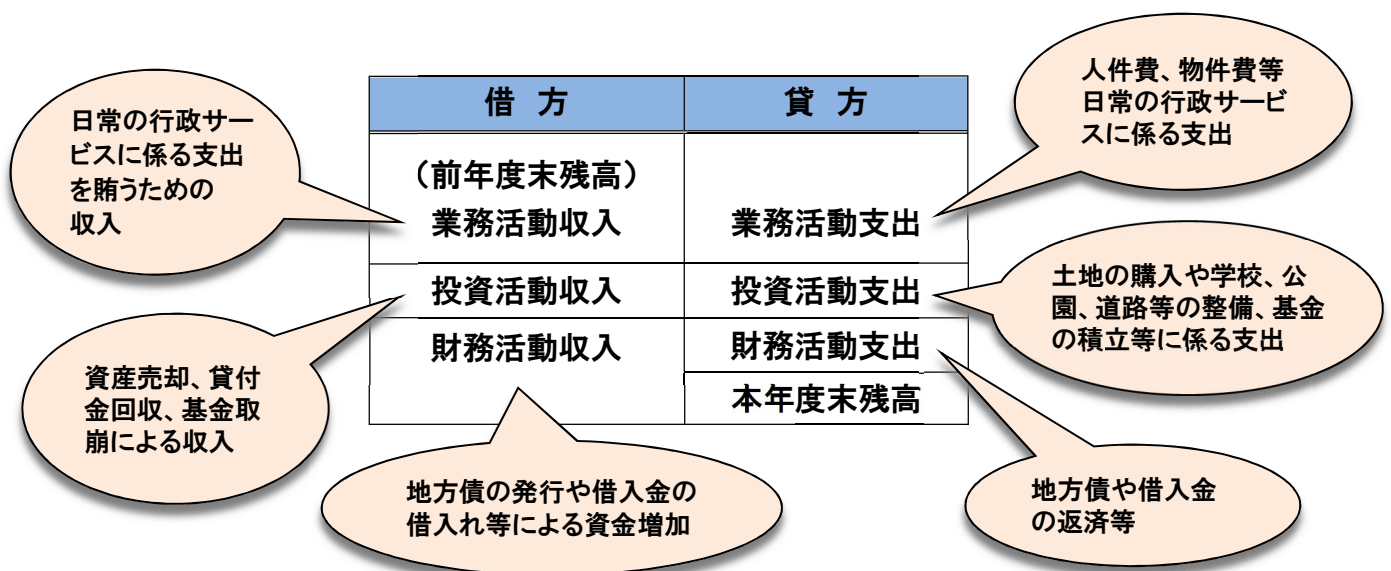 日常の行政サー
ビスに係る支出
を賄うための
収入
資産売却、貸付
金回収、基金取
崩による収入
借 方
貸 方
(前年度末残高)
業務活動収入
業務活動支出
投資活動収入
投資活動支出
財務活動収入
財務活動支出
本年度末残高
地方債の発行や借入金の
借入れ等による資金増加
人件費、物件費等
日常の行政サービ
スに係る支出
土地の購入や学校、公
園、道路等の整備、基金
の積立等に係る支出
地方債や借入金
の返済等